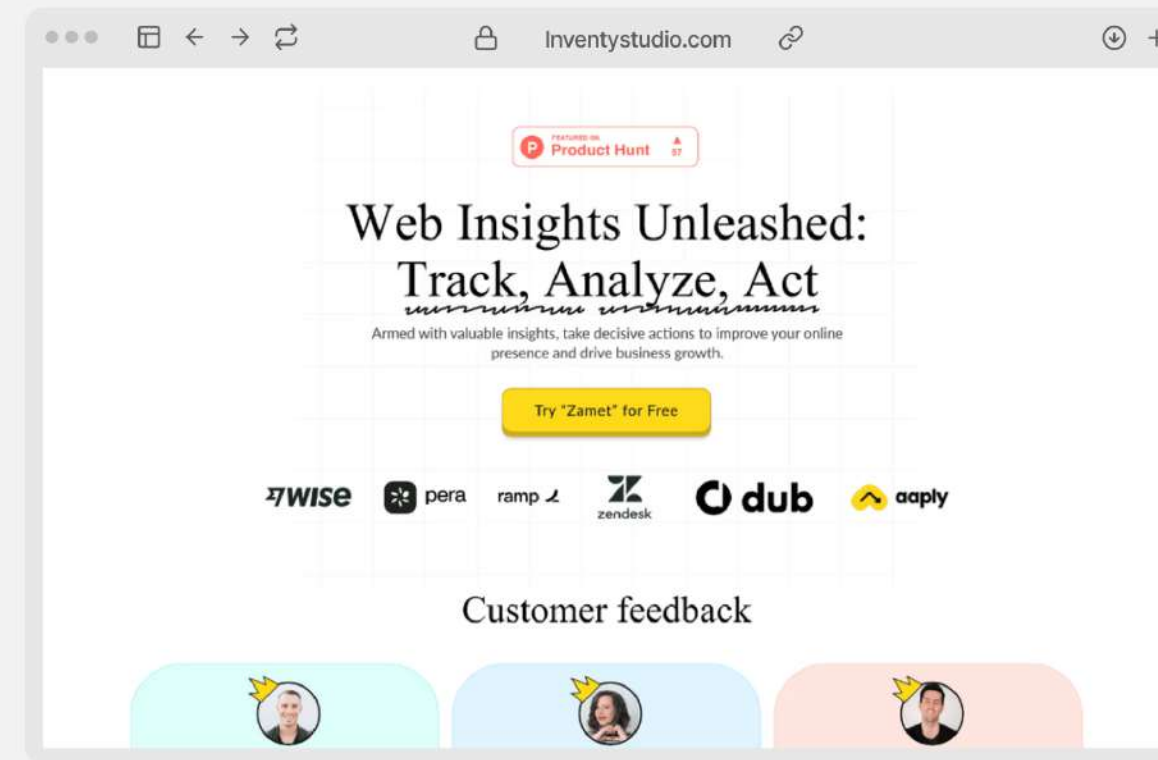 Inventystudio.com
FEATURED ON
Product Hunt
57
Web Insights Unleashed:
Track, Analyze, Act
Armed with valuable insights, take decisive actions to improve your online
presence and drive business growth.
Try "Zamet" for Free
WISE
pera
ramp
zendesk
dub
aaply
Customer feedback